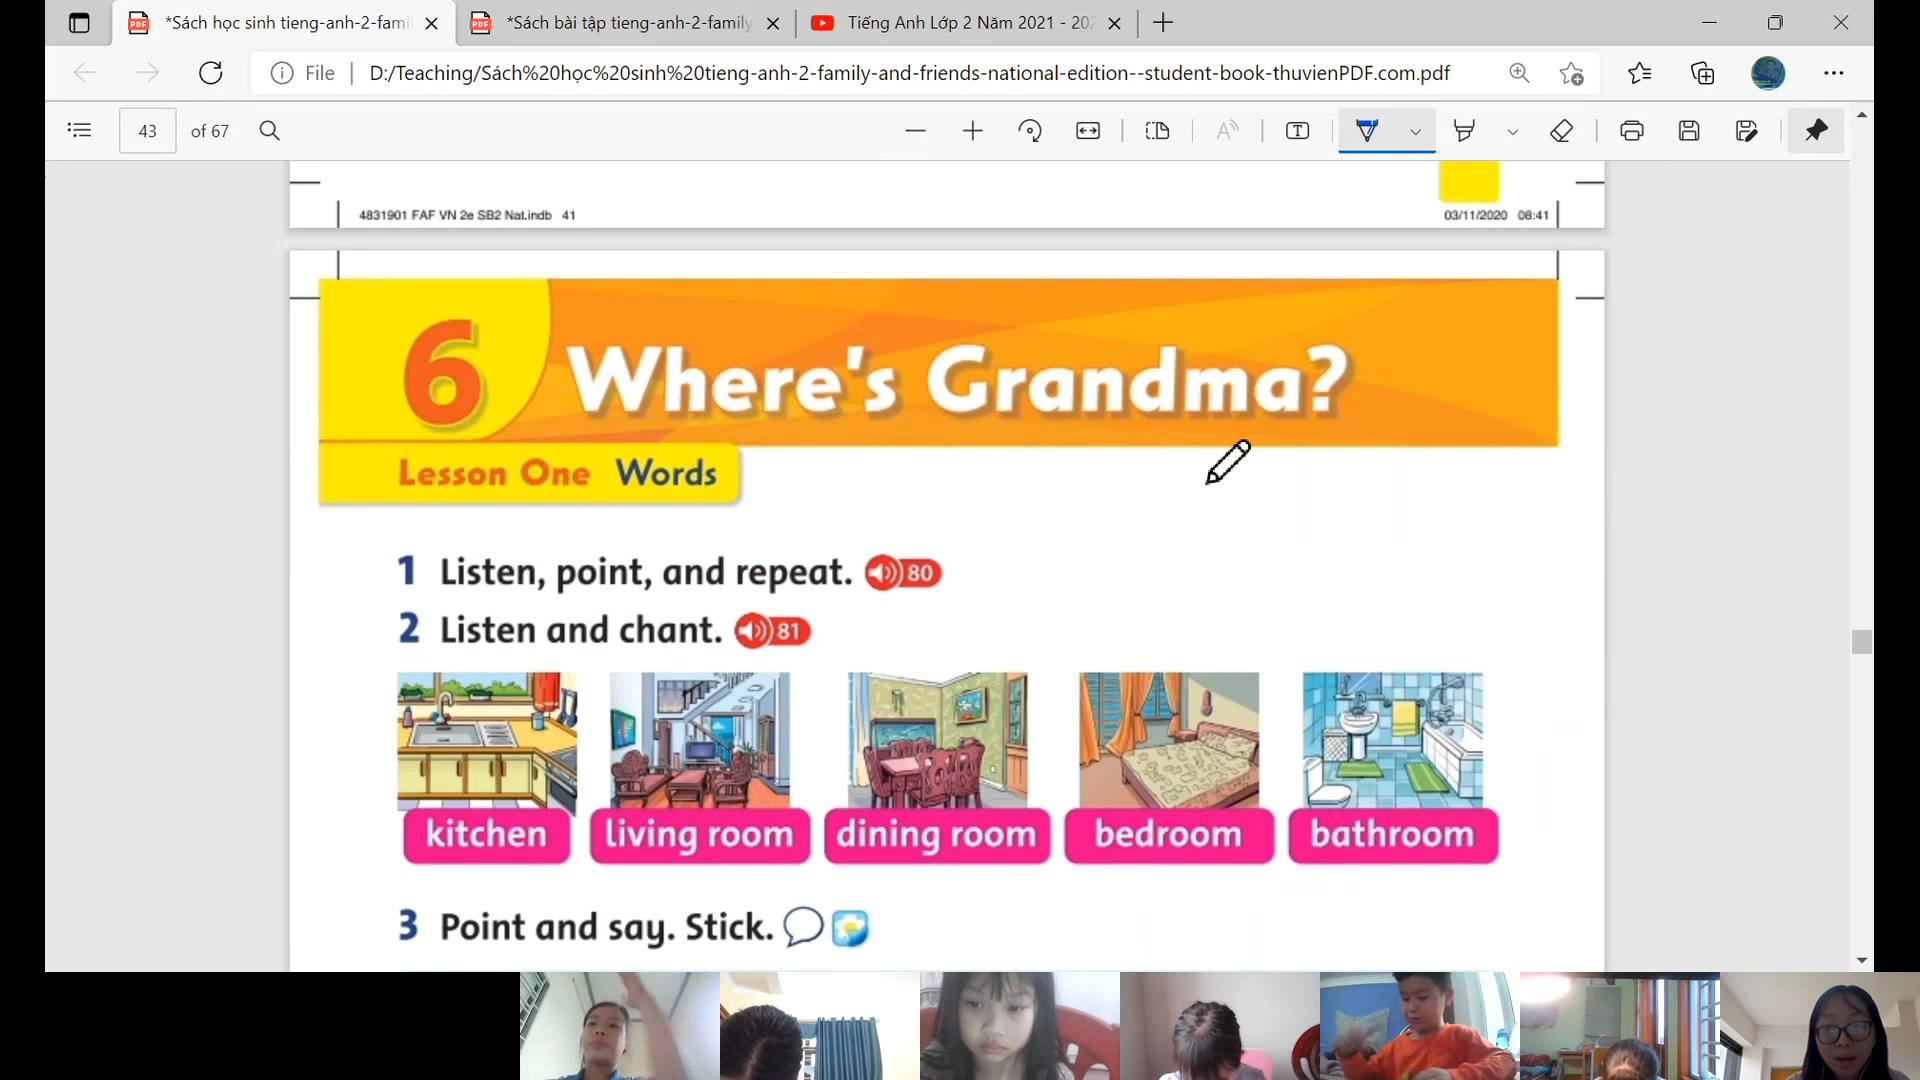 *Sách học sinh tieng-anh-2-fami
*Sách bài tập tieng-anh-2-family
Tiếng Anh Lớp 2 Năm 2021 - 202
File
D:/Teaching/Sách%20học%20sinh%20tieng-anh-2-family-and-friends-national-edition--student-book-thuvienPDF.com.pdf
43 of 67
4831901 FAF VN 2e SB2 Nat.indb 41
03/11/2020 08:41
6 Where's Grandma?
Lesson One Words
1 Listen, point, and repeat. 80
2 Listen and chant. 81
kitchen living room dining room bedroom bathroom
3 Point and say. Stick.